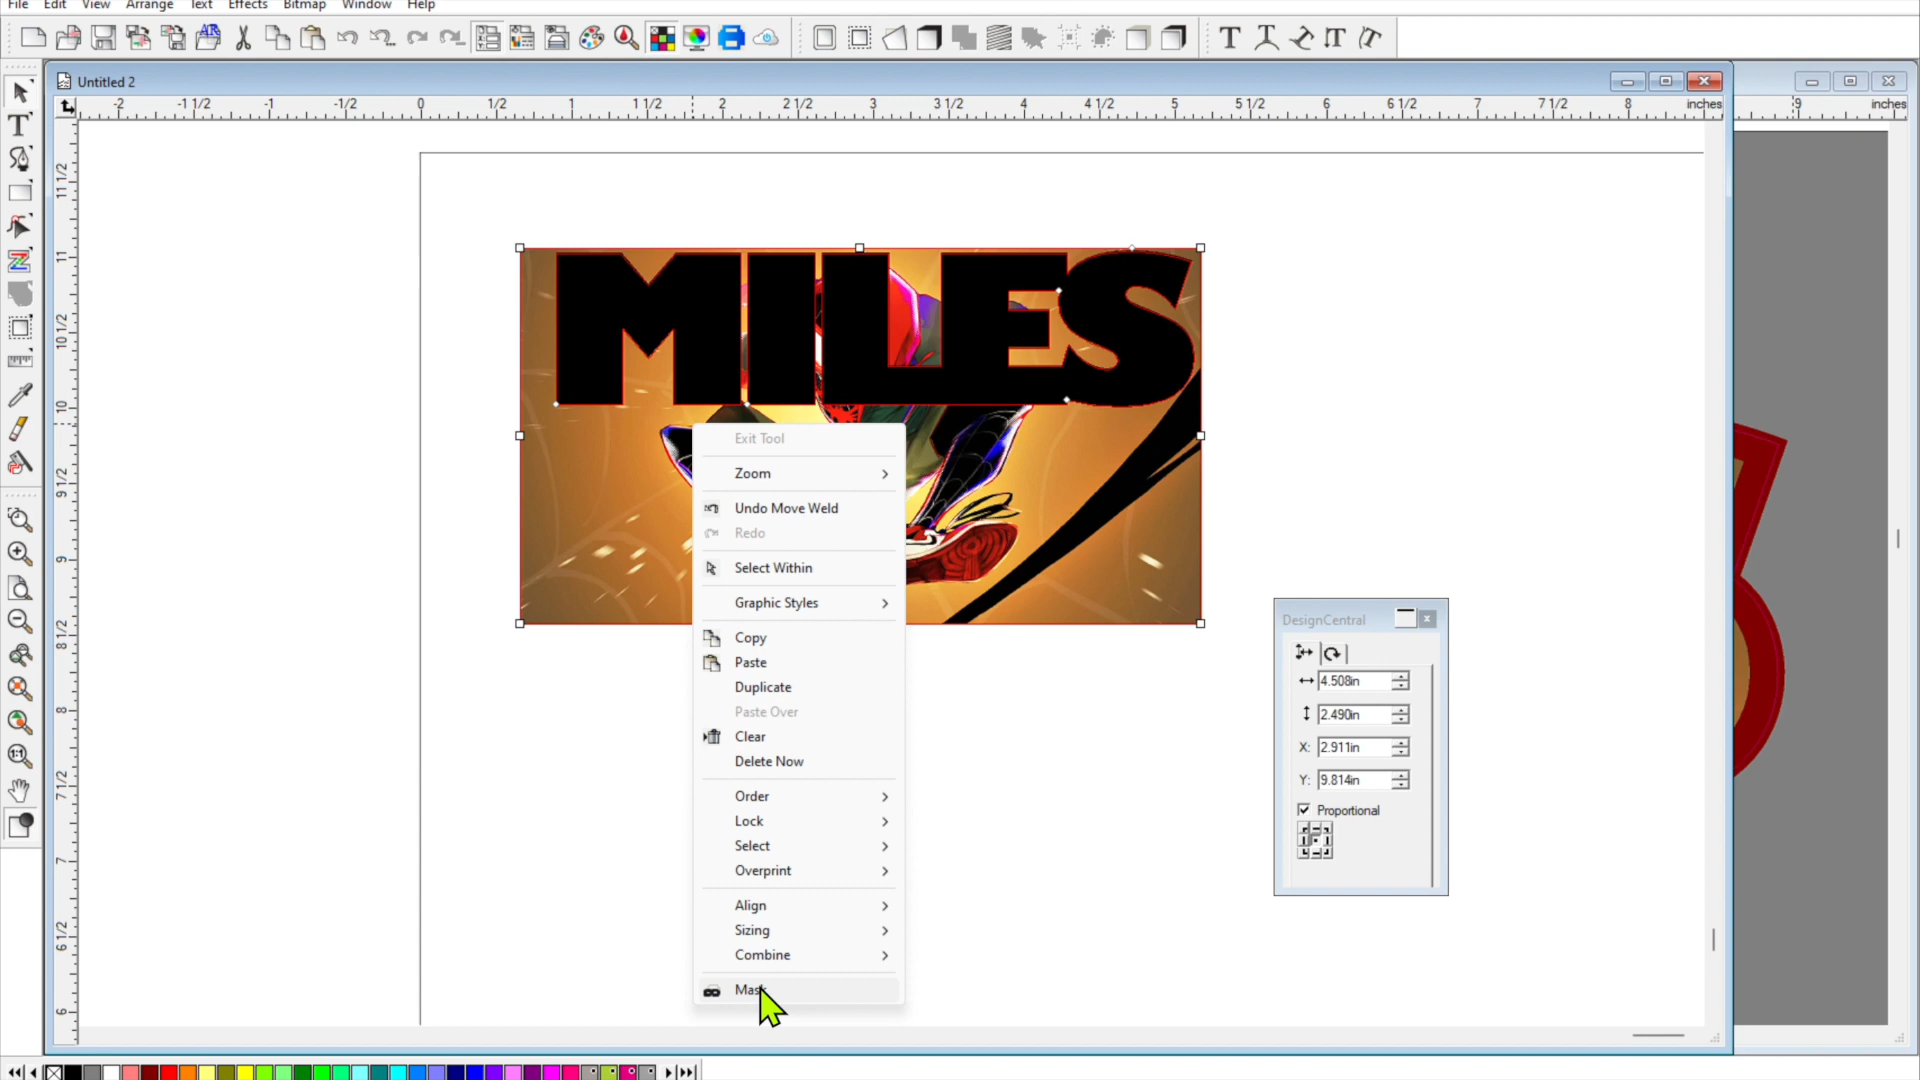 File Edit View Arrange Text Effects Bitmap Window Help
Untitled 2
-2 -1 1/2 -1 -1/2 0 1/2 1 1 1/2 2 2 1/2 3 3 1/2 4 4 1/2 5 5 1/2 6 6 1/2 7 7 1/2 8 inches 9 inches
11 1/2
11
10 1/2
10
9 1/2
9
8 1/2
8
7 1/2
7
6 1/2
6
MILES
Exit Tool
Zoom
Undo Move Weld
Redo
Select Within
Graphic Styles
Copy
Paste
Duplicate
Paste Over
Clear
Delete Now
Order
Lock
Select
Overprint
Align
Sizing
Combine
Mask
DesignCentral
4.508in
2.490in
X: 2.911in
Y: 9.814in
Proportional